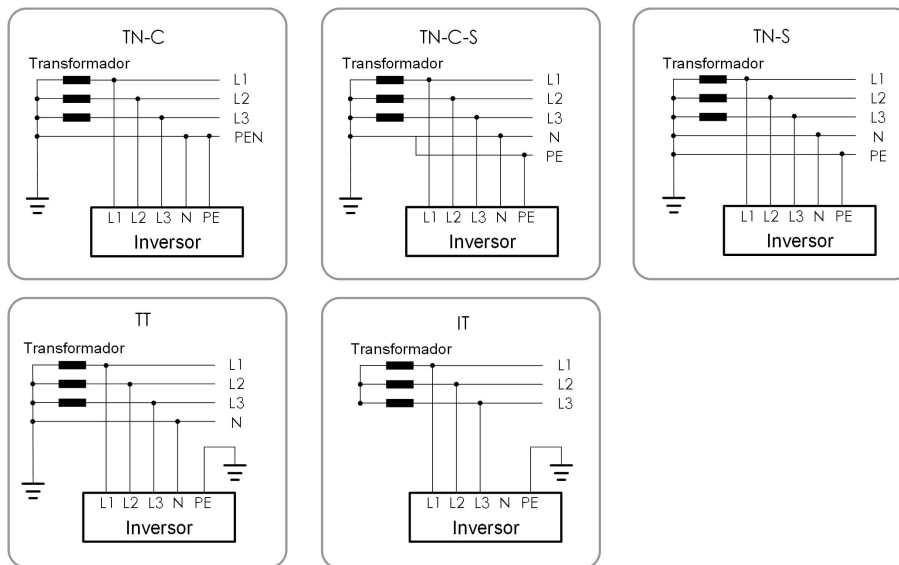 TN-C
Transformador
L1
L2
L3
PEN
L1 L2 L3 N PE
Inversor
TN-C-S
Transformador
L1
L2
L3
N
PE
L1 L2 L3 N PE
Inversor
TN-S
Transformador
L1
L2
L3
N
PE
L1 L2 L3 N PE
Inversor
TT
Transformador
L1
L2
L3
N
L1 L2 L3 N PE
Inversor
IT
Transformador
L1
L2
L3
L1 L2 L3 N PE
Inversor